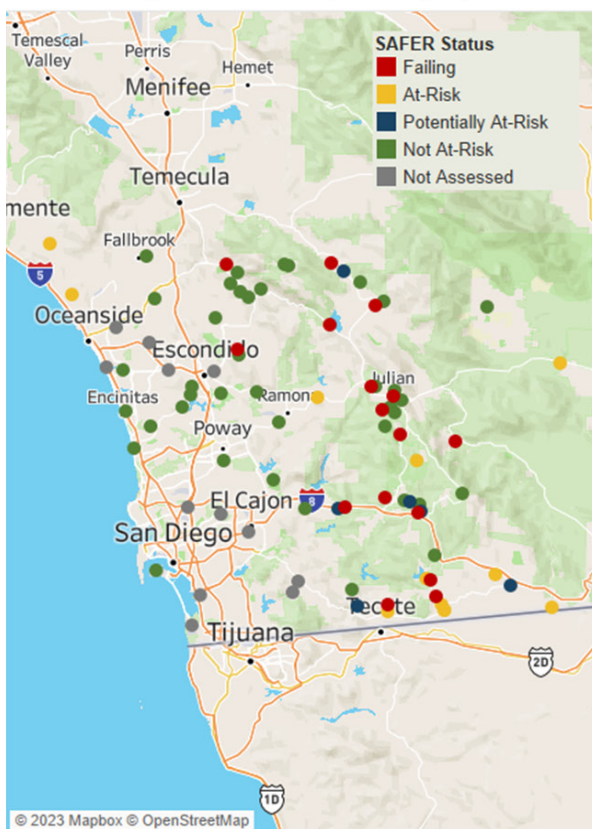 Temescal
Valley
Perris
Hemet
Menifee
SAFER Status
Failing
At-Risk
Potentially At-Risk
Not At-Risk
Not Assessed
Temecula
mente
Fallbrook
5
Oceanside
Escondido
Julian
Encinitas
Ramon
Poway
El Cajon
8
San Diego
Tecate
Tijuana
2D
1D
© 2023 Mapbox © OpenStreetMap